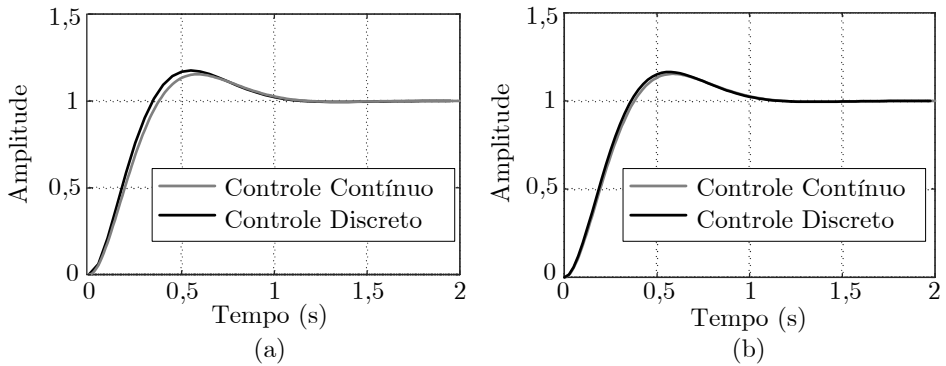 1,5
1
0,5
0
Amplitude
Controle Contínuo
Controle Discreto
0
0,5
1
1,5
2
Tempo (s)
(a)
1,5
1
0,5
0
Amplitude
Controle Contínuo
Controle Discreto
0
0,5
1
1,5
2
Tempo (s)
(b)